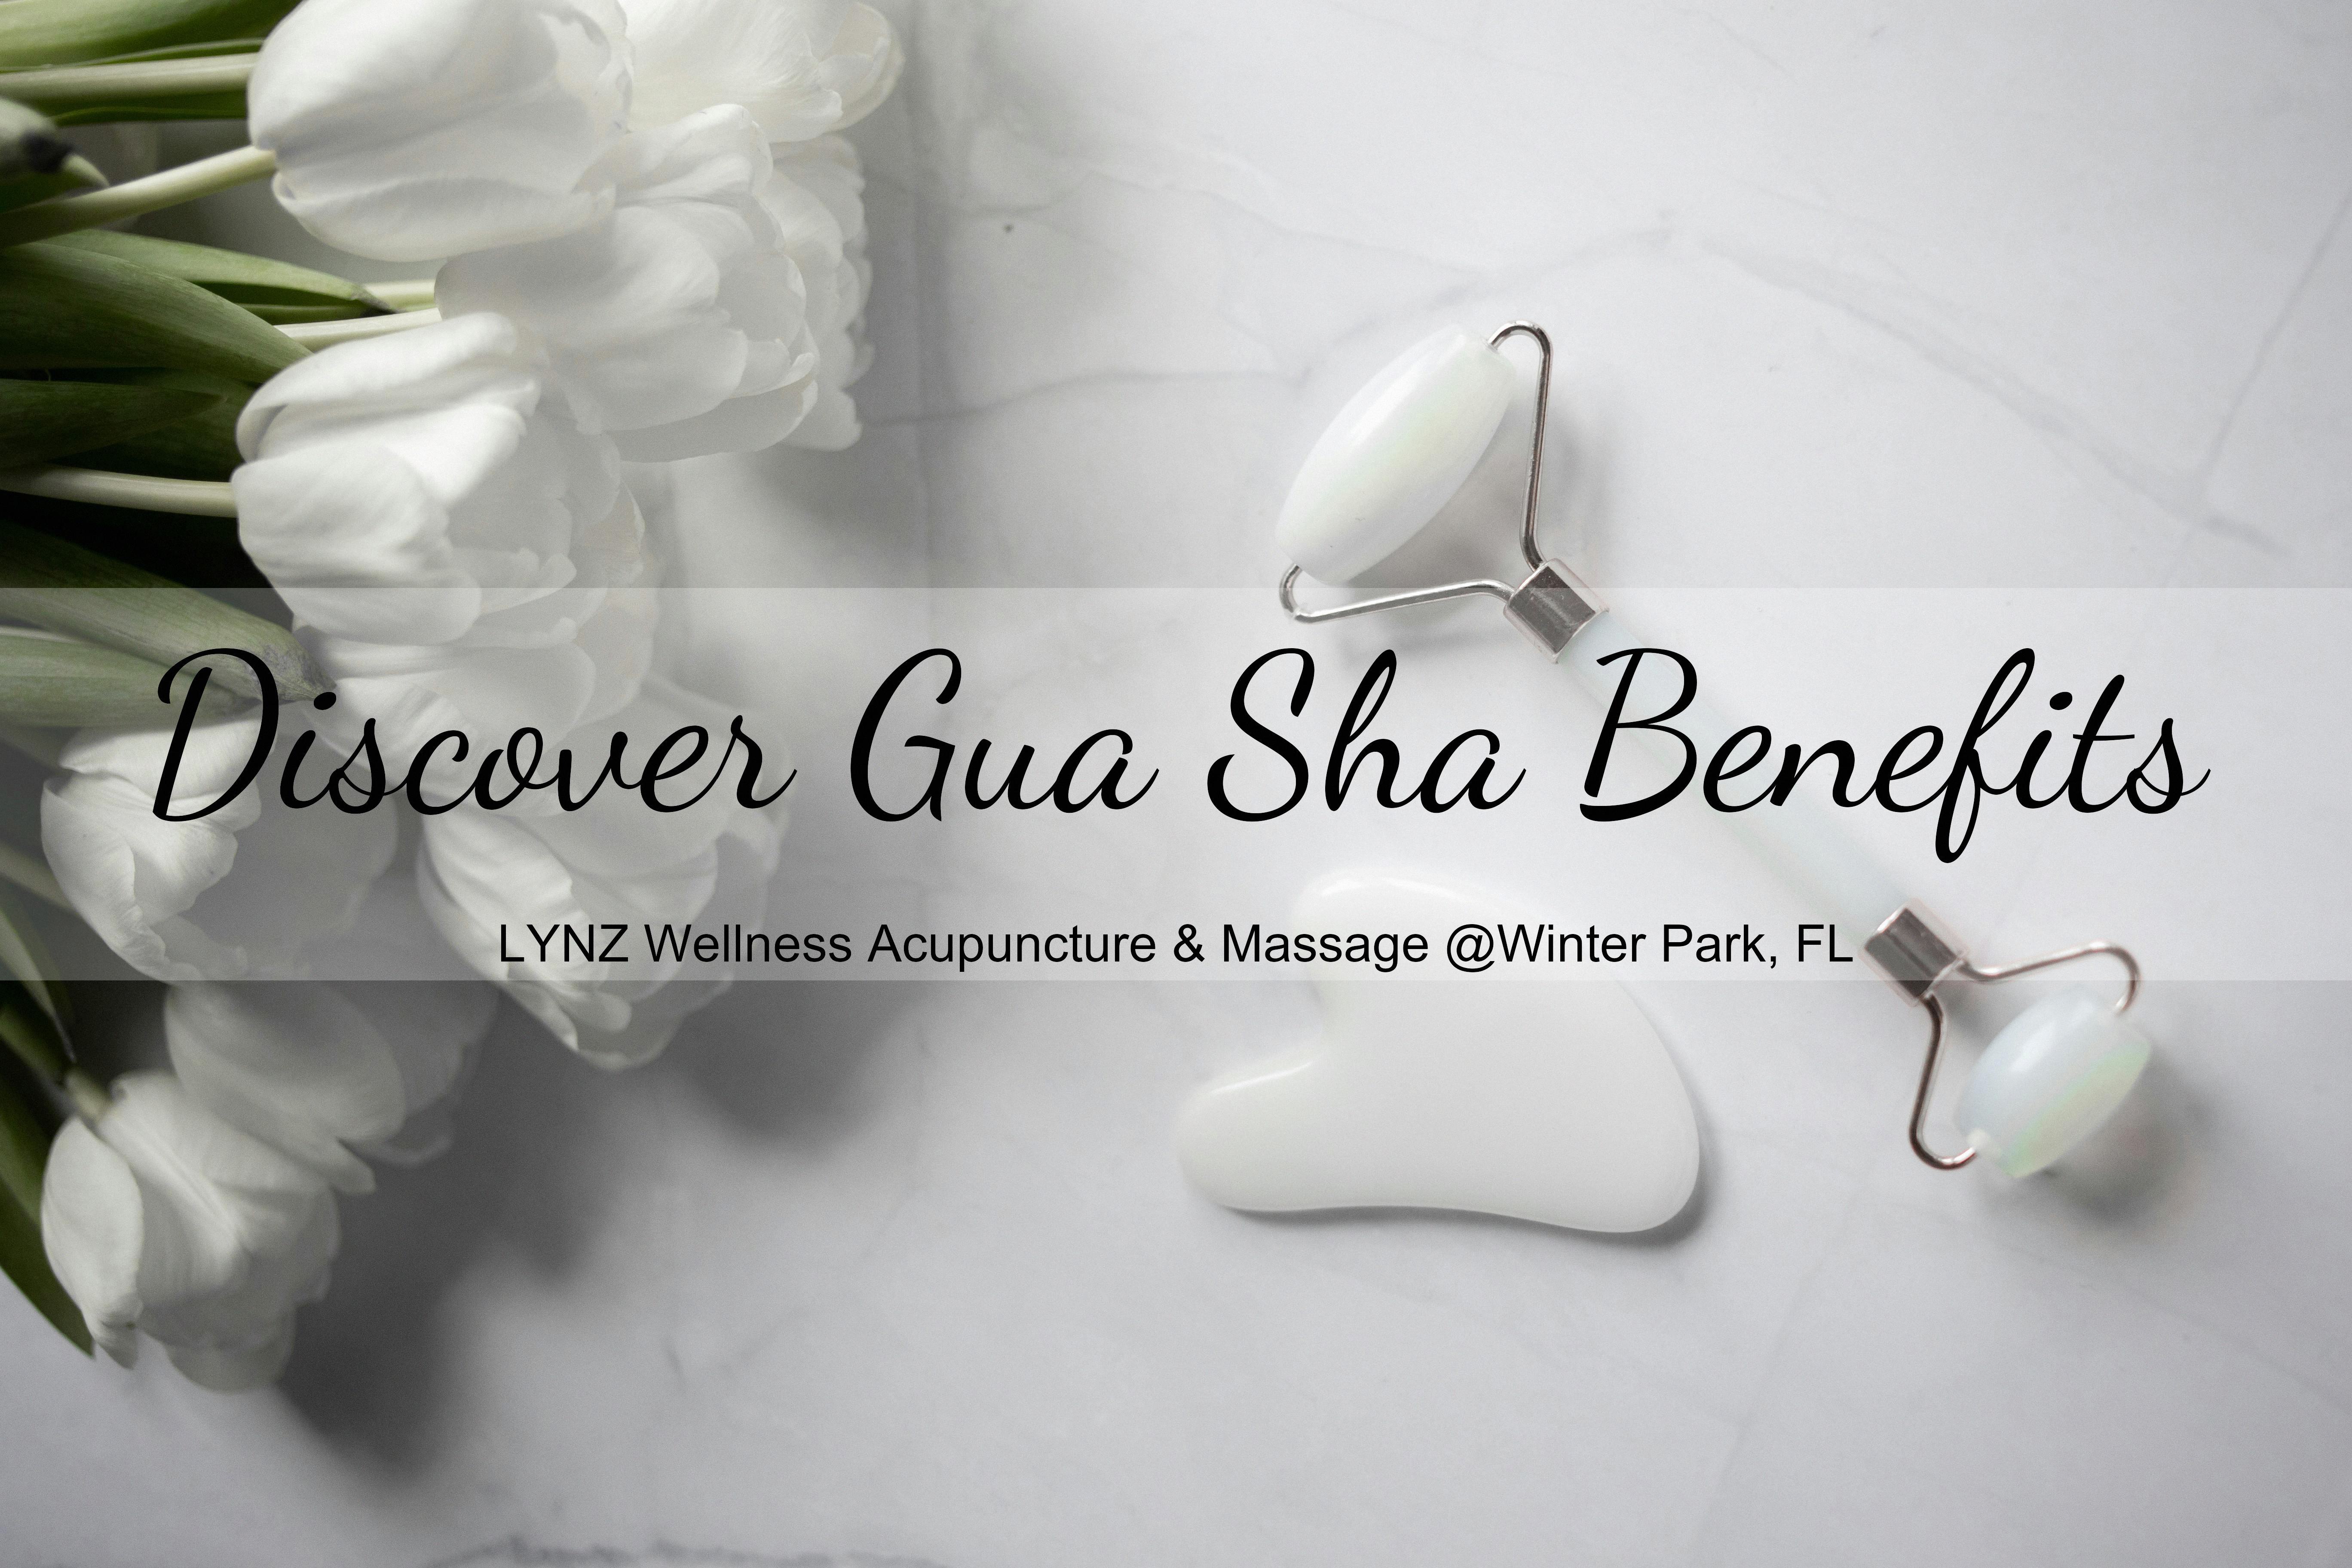 Discover Gua Sha Benefits
LYNZ Wellness Acupuncture & Massage @Winter Park, FL